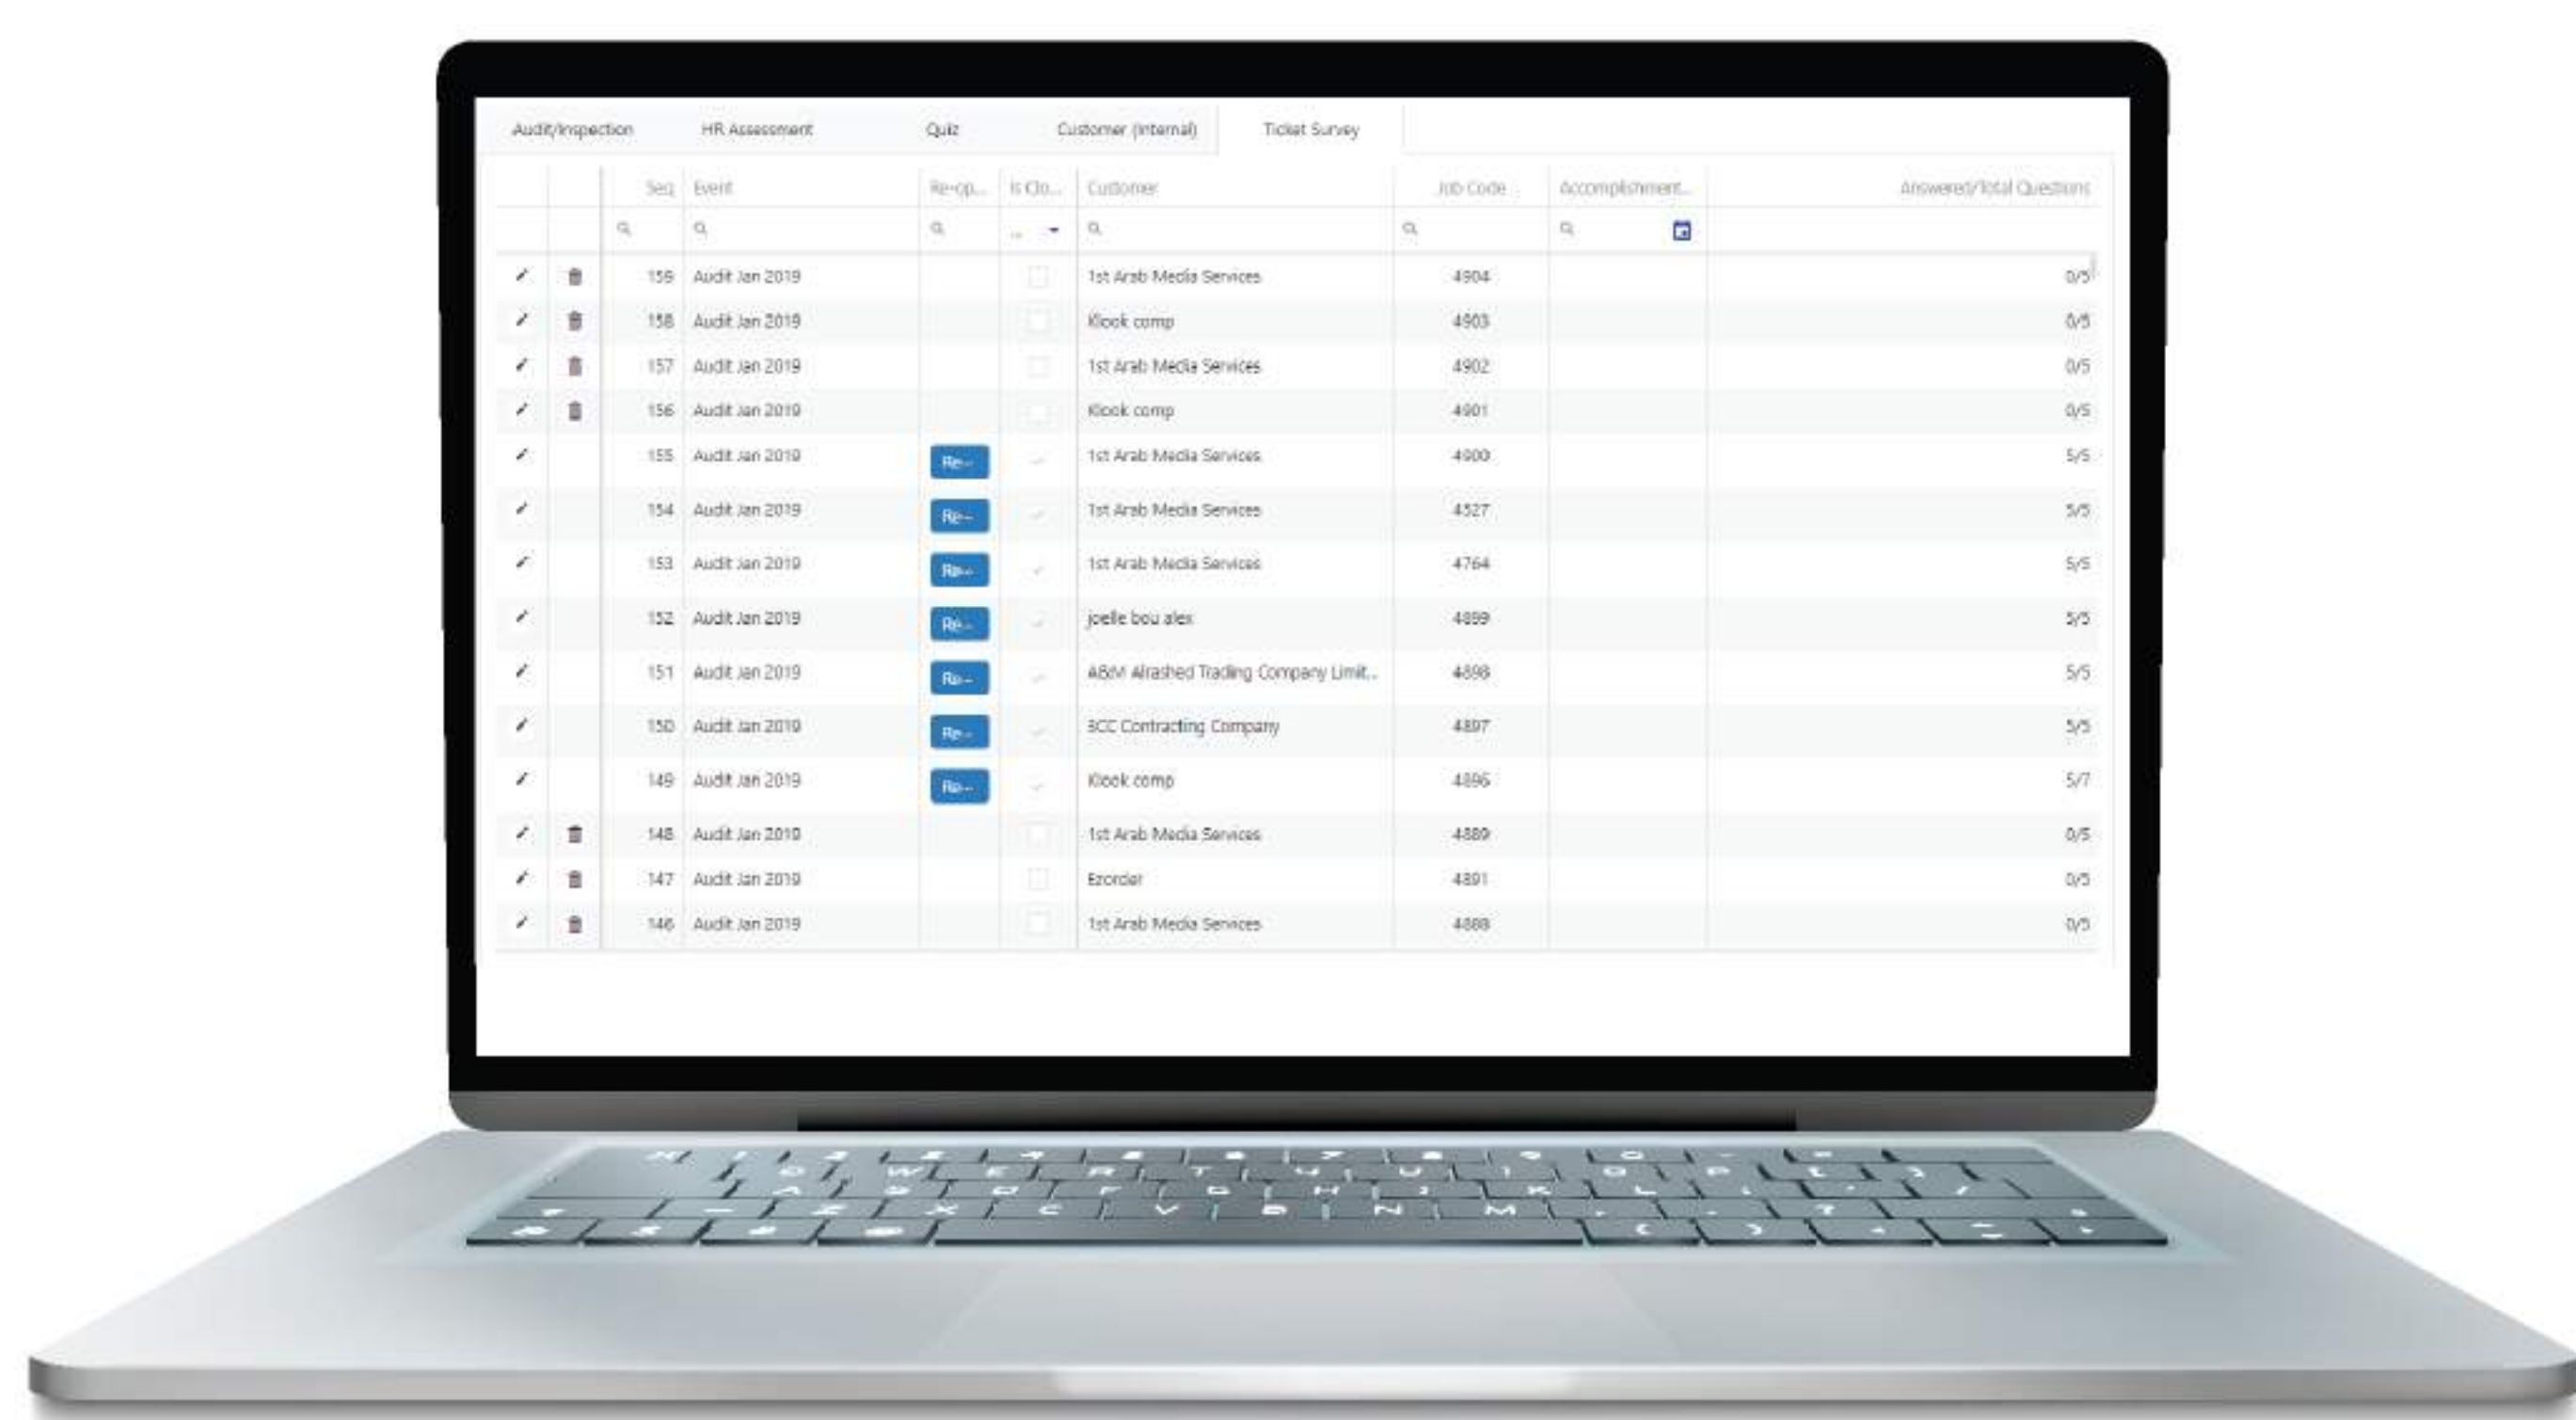 Audit/Inspection HR Assessment Quiz Customer (Internal) Ticket Survey
Seq Event Re-op... Is Clo... Customer Job Code Accomplishment... Answered/Total Questions
...
159 Audit Jan 2019 1st Arab Media Services 4904 0/5
158 Audit Jan 2019 Klook comp 4903 0/5
157 Audit Jan 2019 1st Arab Media Services 4902 0/5
156 Audit Jan 2019 Klook comp 4901 0/5
155 Audit Jan 2019 Re-... 1st Arab Media Services 4900 5/5
154 Audit Jan 2019 Re-... 1st Arab Media Services 4527 5/5
153 Audit Jan 2019 Re-... 1st Arab Media Services 4764 5/5
152 Audit Jan 2019 Re-... joelle bou alex 4899 5/5
151 Audit Jan 2019 Re-... A&M Alrashed Trading Company Limit... 4898 5/5
150 Audit Jan 2019 Re-... 3CC Contracting Company 4897 5/5
149 Audit Jan 2019 Re-... Klook comp 4896 5/7
148 Audit Jan 2019 1st Arab Media Services 4889 0/5
147 Audit Jan 2019 Ezorder 4891 0/5
146 Audit Jan 2019 1st Arab Media Services 4888 0/5